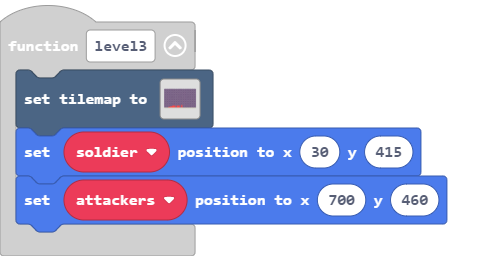 function level3
set tilemap to
set soldier position to x 30 y 415
set attackers position to x 700 y 460